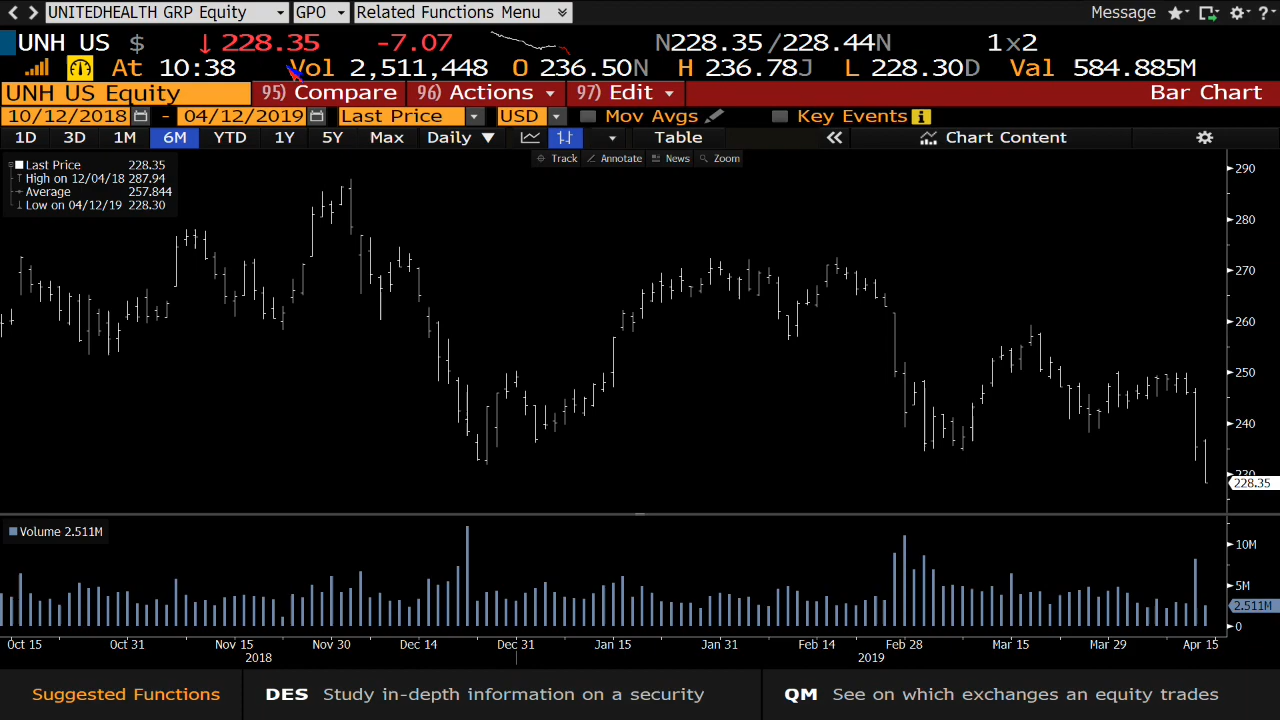 UNITEDHEALTH GRP Equity GPO Related Functions Menu Message ?
UNH US $ ↓ 228.35 -7.07 N228.35/228.44N 1x2
At 10:38 Vol 2,511,448 O 236.50N H 236.78J L 228.30D Val 584.885M
UNH US Equity 95) Compare 96) Actions 97) Edit Bar Chart
10/12/2018 - 04/12/2019 Last Price USD Mov Avgs Key Events i
1D 3D 1M 6M YTD 1Y 5Y Max Daily ▼ Table « Chart Content
Track Annotate News Zoom
Last Price 228.35
High on 12/04/18 287.94
Average 257.844
Low on 04/12/19 228.30
290
280
270
260
250
240
230
228.35
Volume 2.511M
10M
5M
2.511M
0
Oct 15 Oct 31 Nov 15 Nov 30 Dec 14 Dec 31 Jan 15 Jan 31 Feb 14 Feb 28 Mar 15 Mar 29 Apr 15
2018 2019
Suggested Functions DES Study in-depth information on a security QM See on which exchanges an equity trades